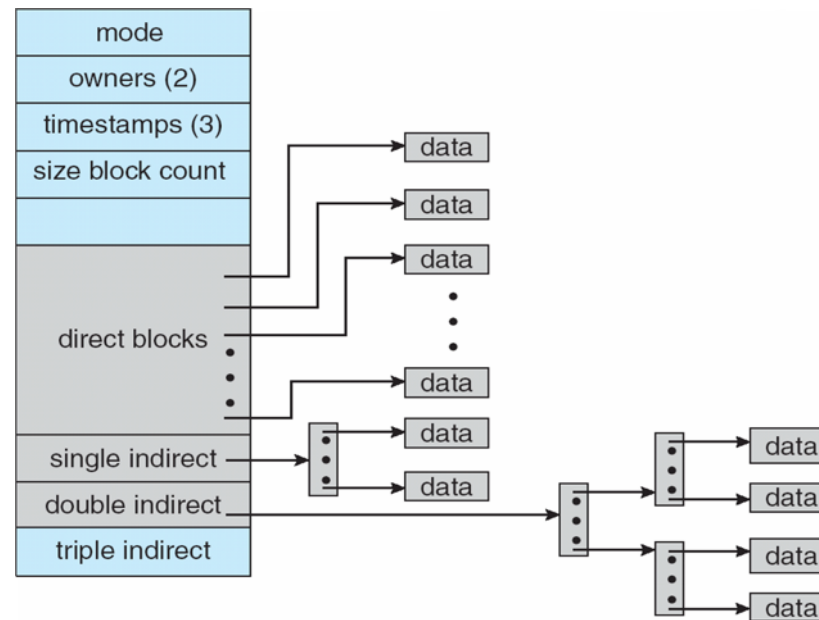 mode
owners (2)
timestamps (3)
size block count
direct blocks
single indirect
double indirect
triple indirect
data
data
data
data
data
data
data
data
data
data